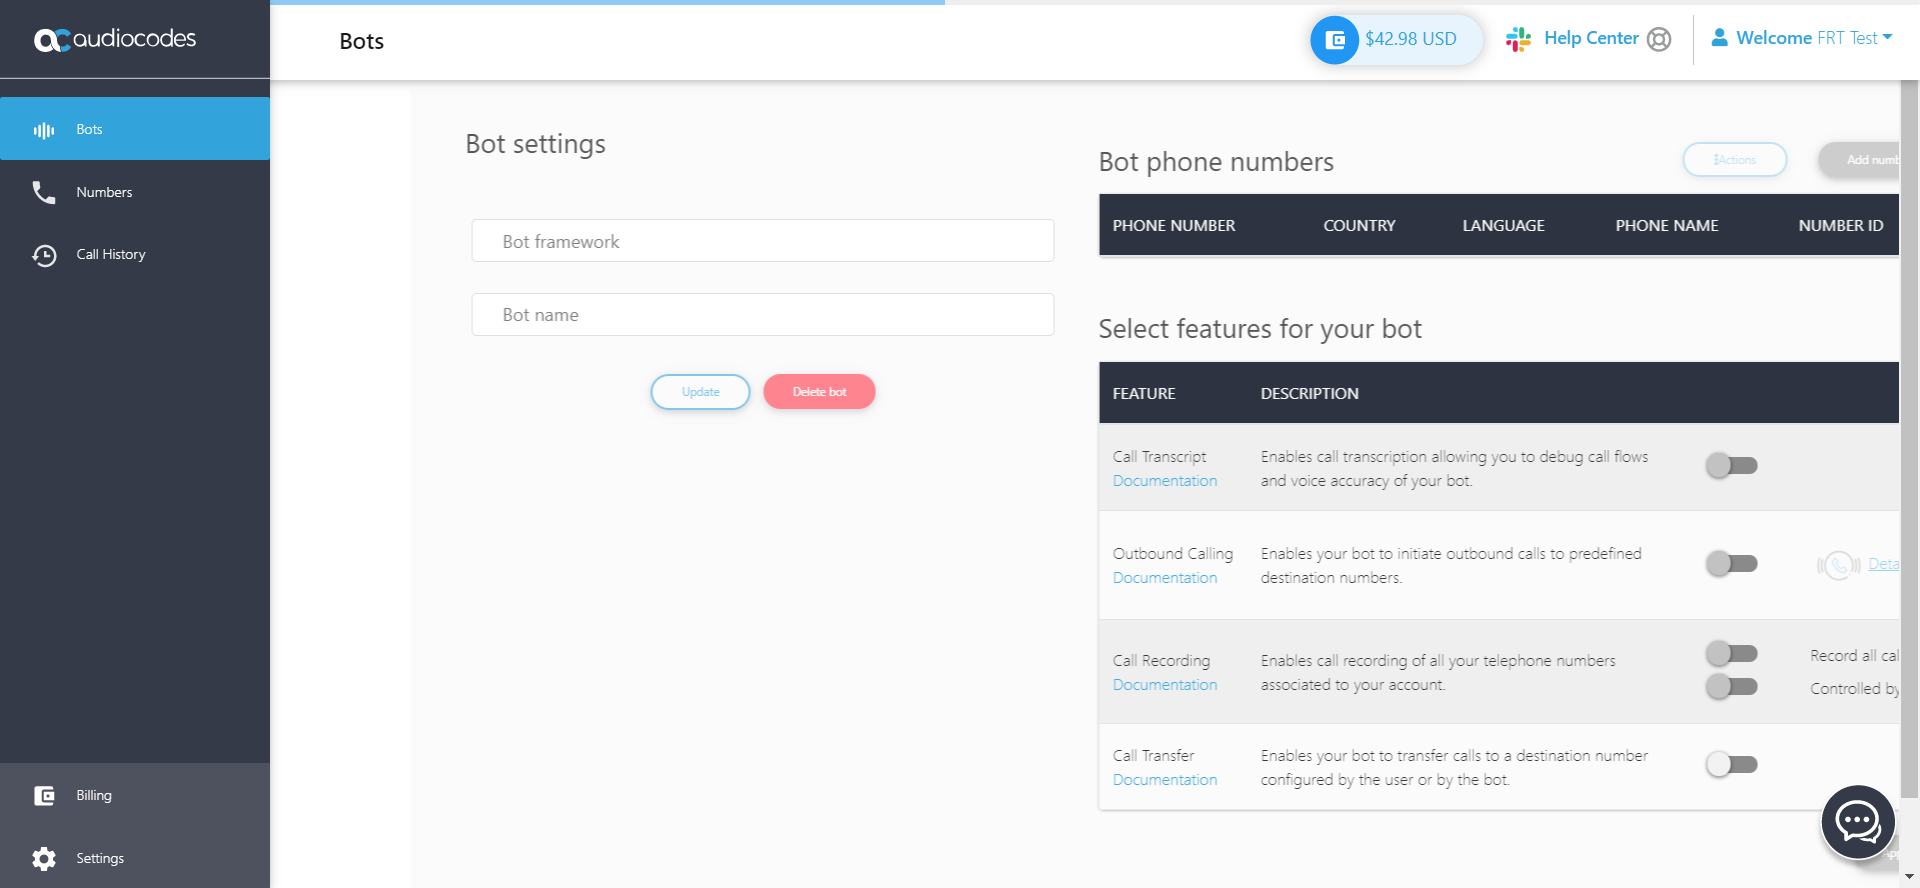 audiocodes
Bots
$42.98 USD
Help Center
Welcome FRT Test
Bots
Numbers
Call History
Billing
Settings
Bot settings
Bot framework
Bot name
Update
Delete bot
Bot phone numbers
Actions
Add numb
PHONE NUMBER COUNTRY LANGUAGE PHONE NAME NUMBER ID
Select features for your bot
FEATURE DESCRIPTION
Call Transcript
Documentation
Enables call transcription allowing you to debug call flows
and voice accuracy of your bot.
Outbound Calling
Documentation
Enables your bot to initiate outbound calls to predefined
destination numbers.
Deta
Call Recording
Documentation
Enables call recording of all your telephone numbers
associated to your account.
Record all cal
Controlled by
Call Transfer
Documentation
Enables your bot to transfer calls to a destination number
configured by the user or by the bot.